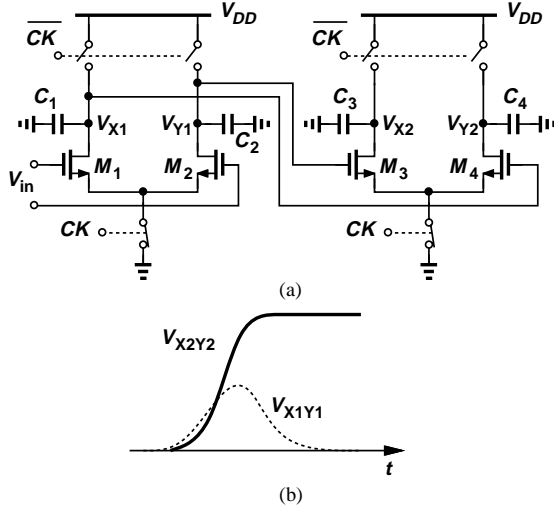 V_DD
V_DD
CK
C_1
V_X1
V_Y1
C_2
C_3
V_X2
V_Y2
C_4
V_in
M_1
M_2
M_3
M_4
CK
CK
(a)
V_X2Y2
V_X1Y1
t
(b)